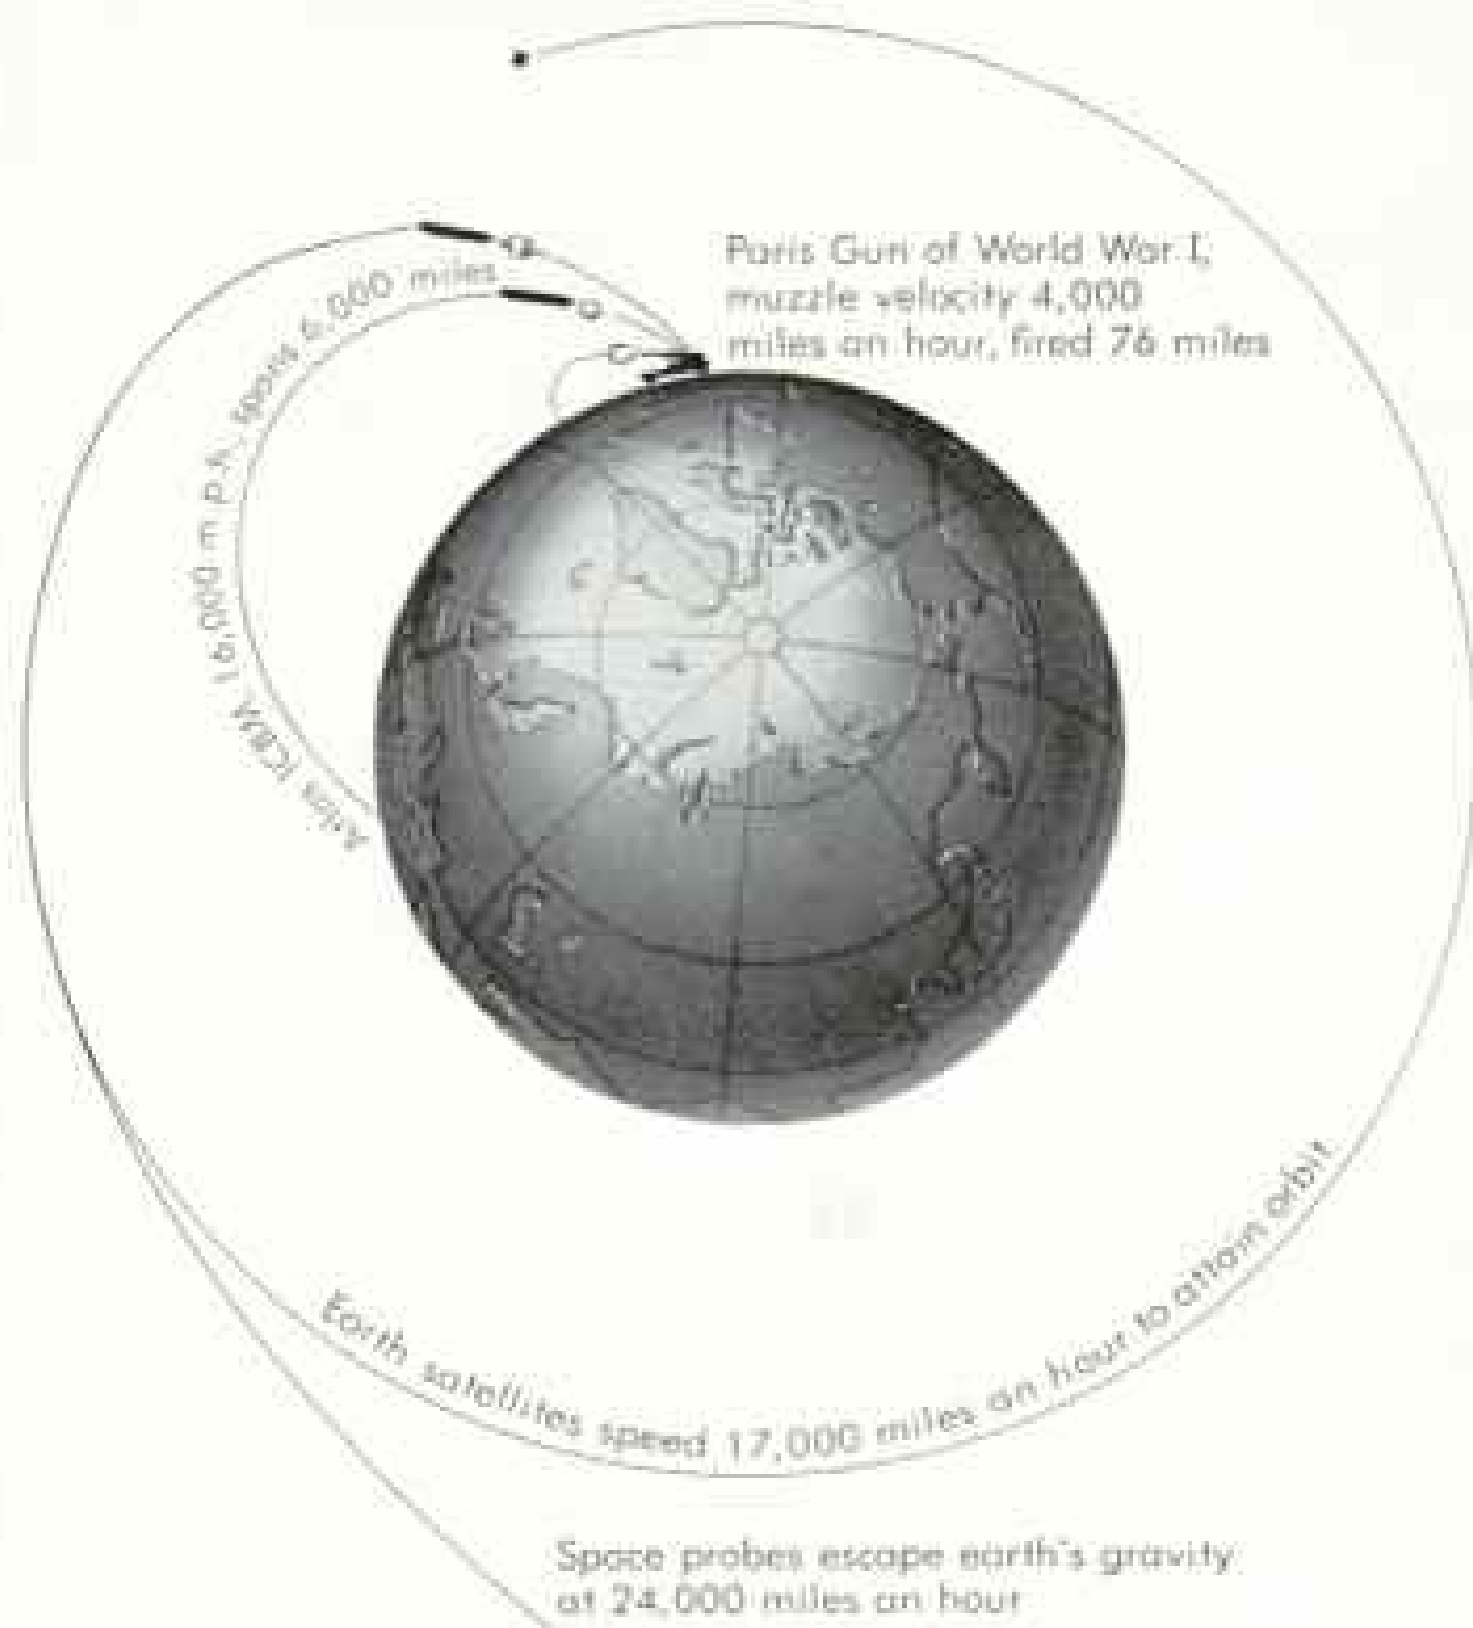 Paris Gun of World War I,
muzzle velocity 4,000
miles an hour, fired 76 miles
Atlas ICBM, 16,000 m.p.h., spans 6,000 miles
Earth satellites speed 17,000 miles an hour to attain orbit
Space probes escape earth's gravity
at 24,000 miles an hour